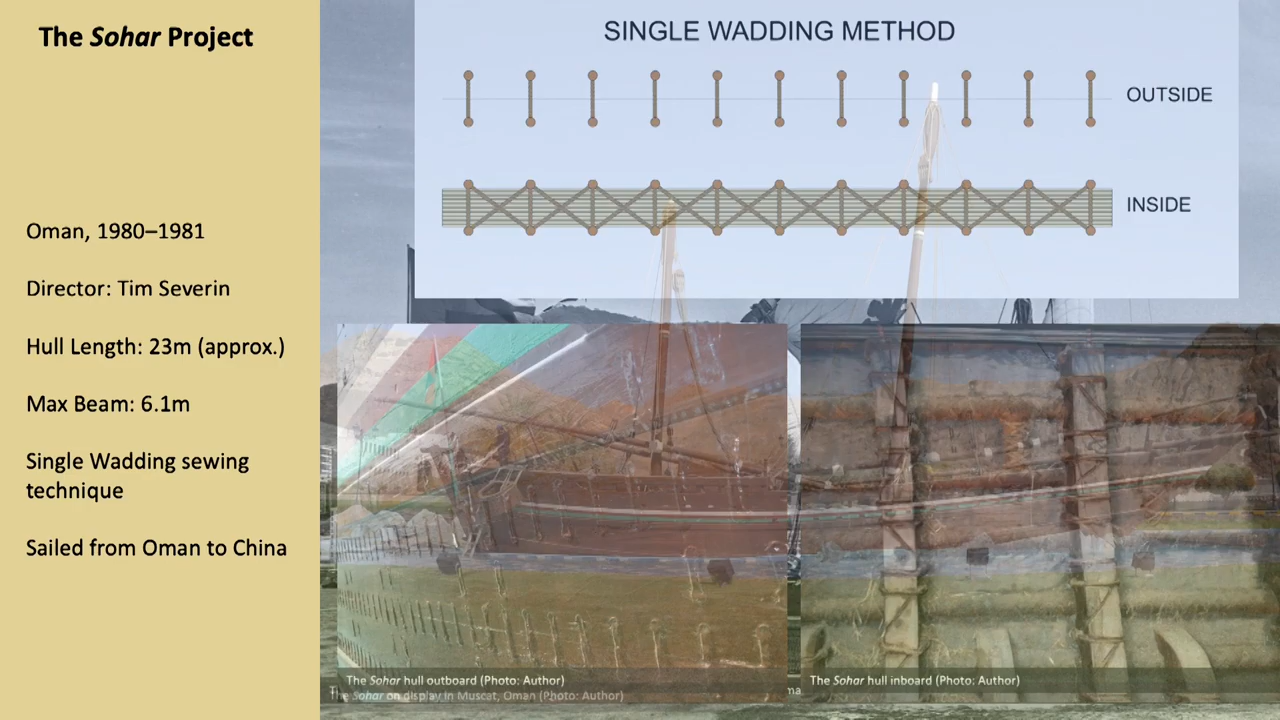 The Sohar Project
Oman, 1980–1981
Director: Tim Severin
Hull Length: 23m (approx.)
Max Beam: 6.1m
Single Wadding sewing
technique
Sailed from Oman to China
SINGLE WADDING METHOD
OUTSIDE
INSIDE
The Sohar hull outboard (Photo: Author)
The Sohar on display in Muscat, Oman (Photo: Author)
The Sohar hull inboard (Photo: Author)